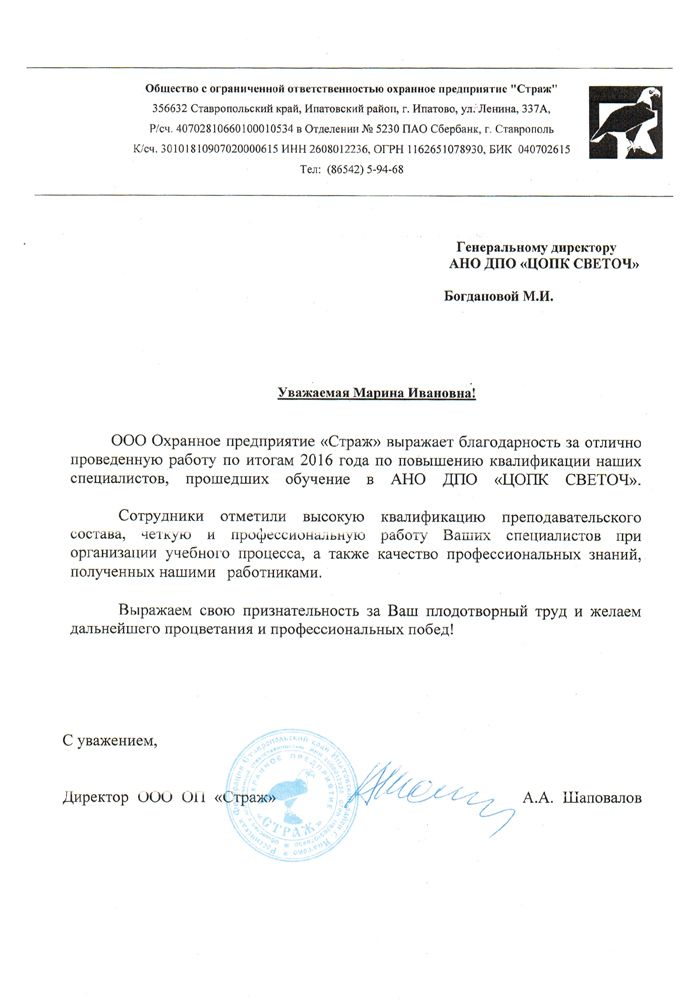 Общество с ограниченной ответственностью охранное предприятие "Страж"
356632 Ставропольский край, Ипатовский район, г. Ипатово, ул. Ленина, 337А,
Р/сч. 40702810660100010534 в Отделении № 5230 ПАО Сбербанк, г. Ставрополь
К/сч. 30101810907020000615 ИНН 2608012236, ОГРН 1162651078930, БИК 040702615
Тел: (86542) 5-94-68
Генеральному директору
АНО ДПО «ЦОПК СВЕТОЧ»
Богдановой М.И.
Уважаемая Марина Ивановна!
ООО Охранное предприятие «Страж» выражает благодарность за отлично
проведенную работу по итогам 2016 года по повышению квалификации наших
специалистов, прошедших обучение в АНО ДПО «ЦОПК СВЕТОЧ».
Сотрудники отметили высокую квалификацию преподавательского
состава, четкую и профессиональную работу Ваших специалистов при
организации учебного процесса, а также качество профессиональных знаний,
полученных нашими работниками.
Выражаем свою признательность за Ваш плодотворный труд и желаем
дальнейшего процветания и профессиональных побед!
С уважением,
Директор ООО ОП «Страж»
А.А. Шаповалов
ОХРАННОЕ ПРЕДПРИЯТИЕ
«СТРАЖ»